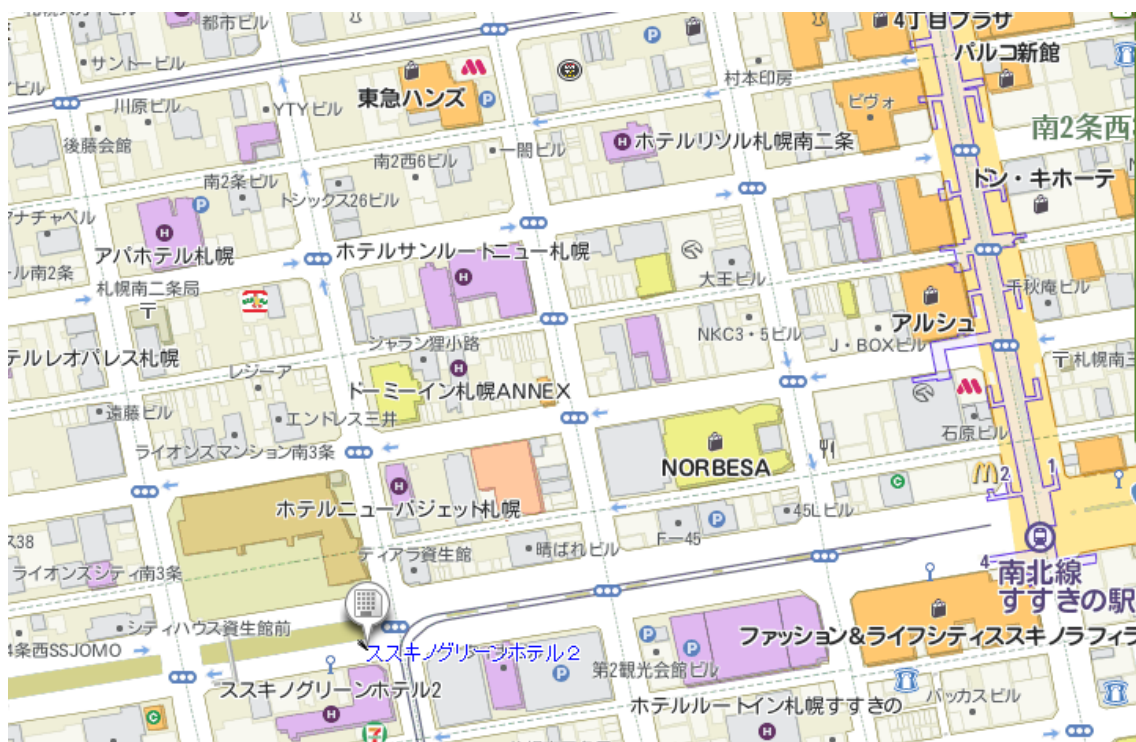 都市ビル
4丁目プラサ
パルコ新館
サントービル
東急ハンズ
村本印房
YTYビル
川原ビル
ビヴォ
後藤会館
南2条西
ホテルリゾル札幌南二条
一閤ビル
南2西6ビル
南2条ビル
ドン・キホーテ
トシックス26ビル
アナチャペル
アパホテル札幌
ホテルサンルートニュー札幌
ール南2条
大王ビル
札幌南二条局
平秋庵ビル
アルシュ
NKC3・5ビル
J・BOXビル
ジャラン狸小路
テルレオパレス札幌
札幌南三
レジーア
ドーミーイン札幌ANNEX
遠藤ビル
エンドレス三井
石原ビル
ライオンズマンション南3条
NORBESA
2
1
ホテルニューバジェット札幌
45Lビル
F-45
ス38
ティアラ資生館
晴ればれビル
4
南北線
すすきの駅
ライオンズシティ南3条
シティハウス資生館前
ファッション&ライフシティススキノラフィラ
4条西SSJOMO
ススキノグリーンホテル2
第2観光会館ビル
ススキノグリーンホテル2
バッカスビル
ホテルルートイン札幌すすきの